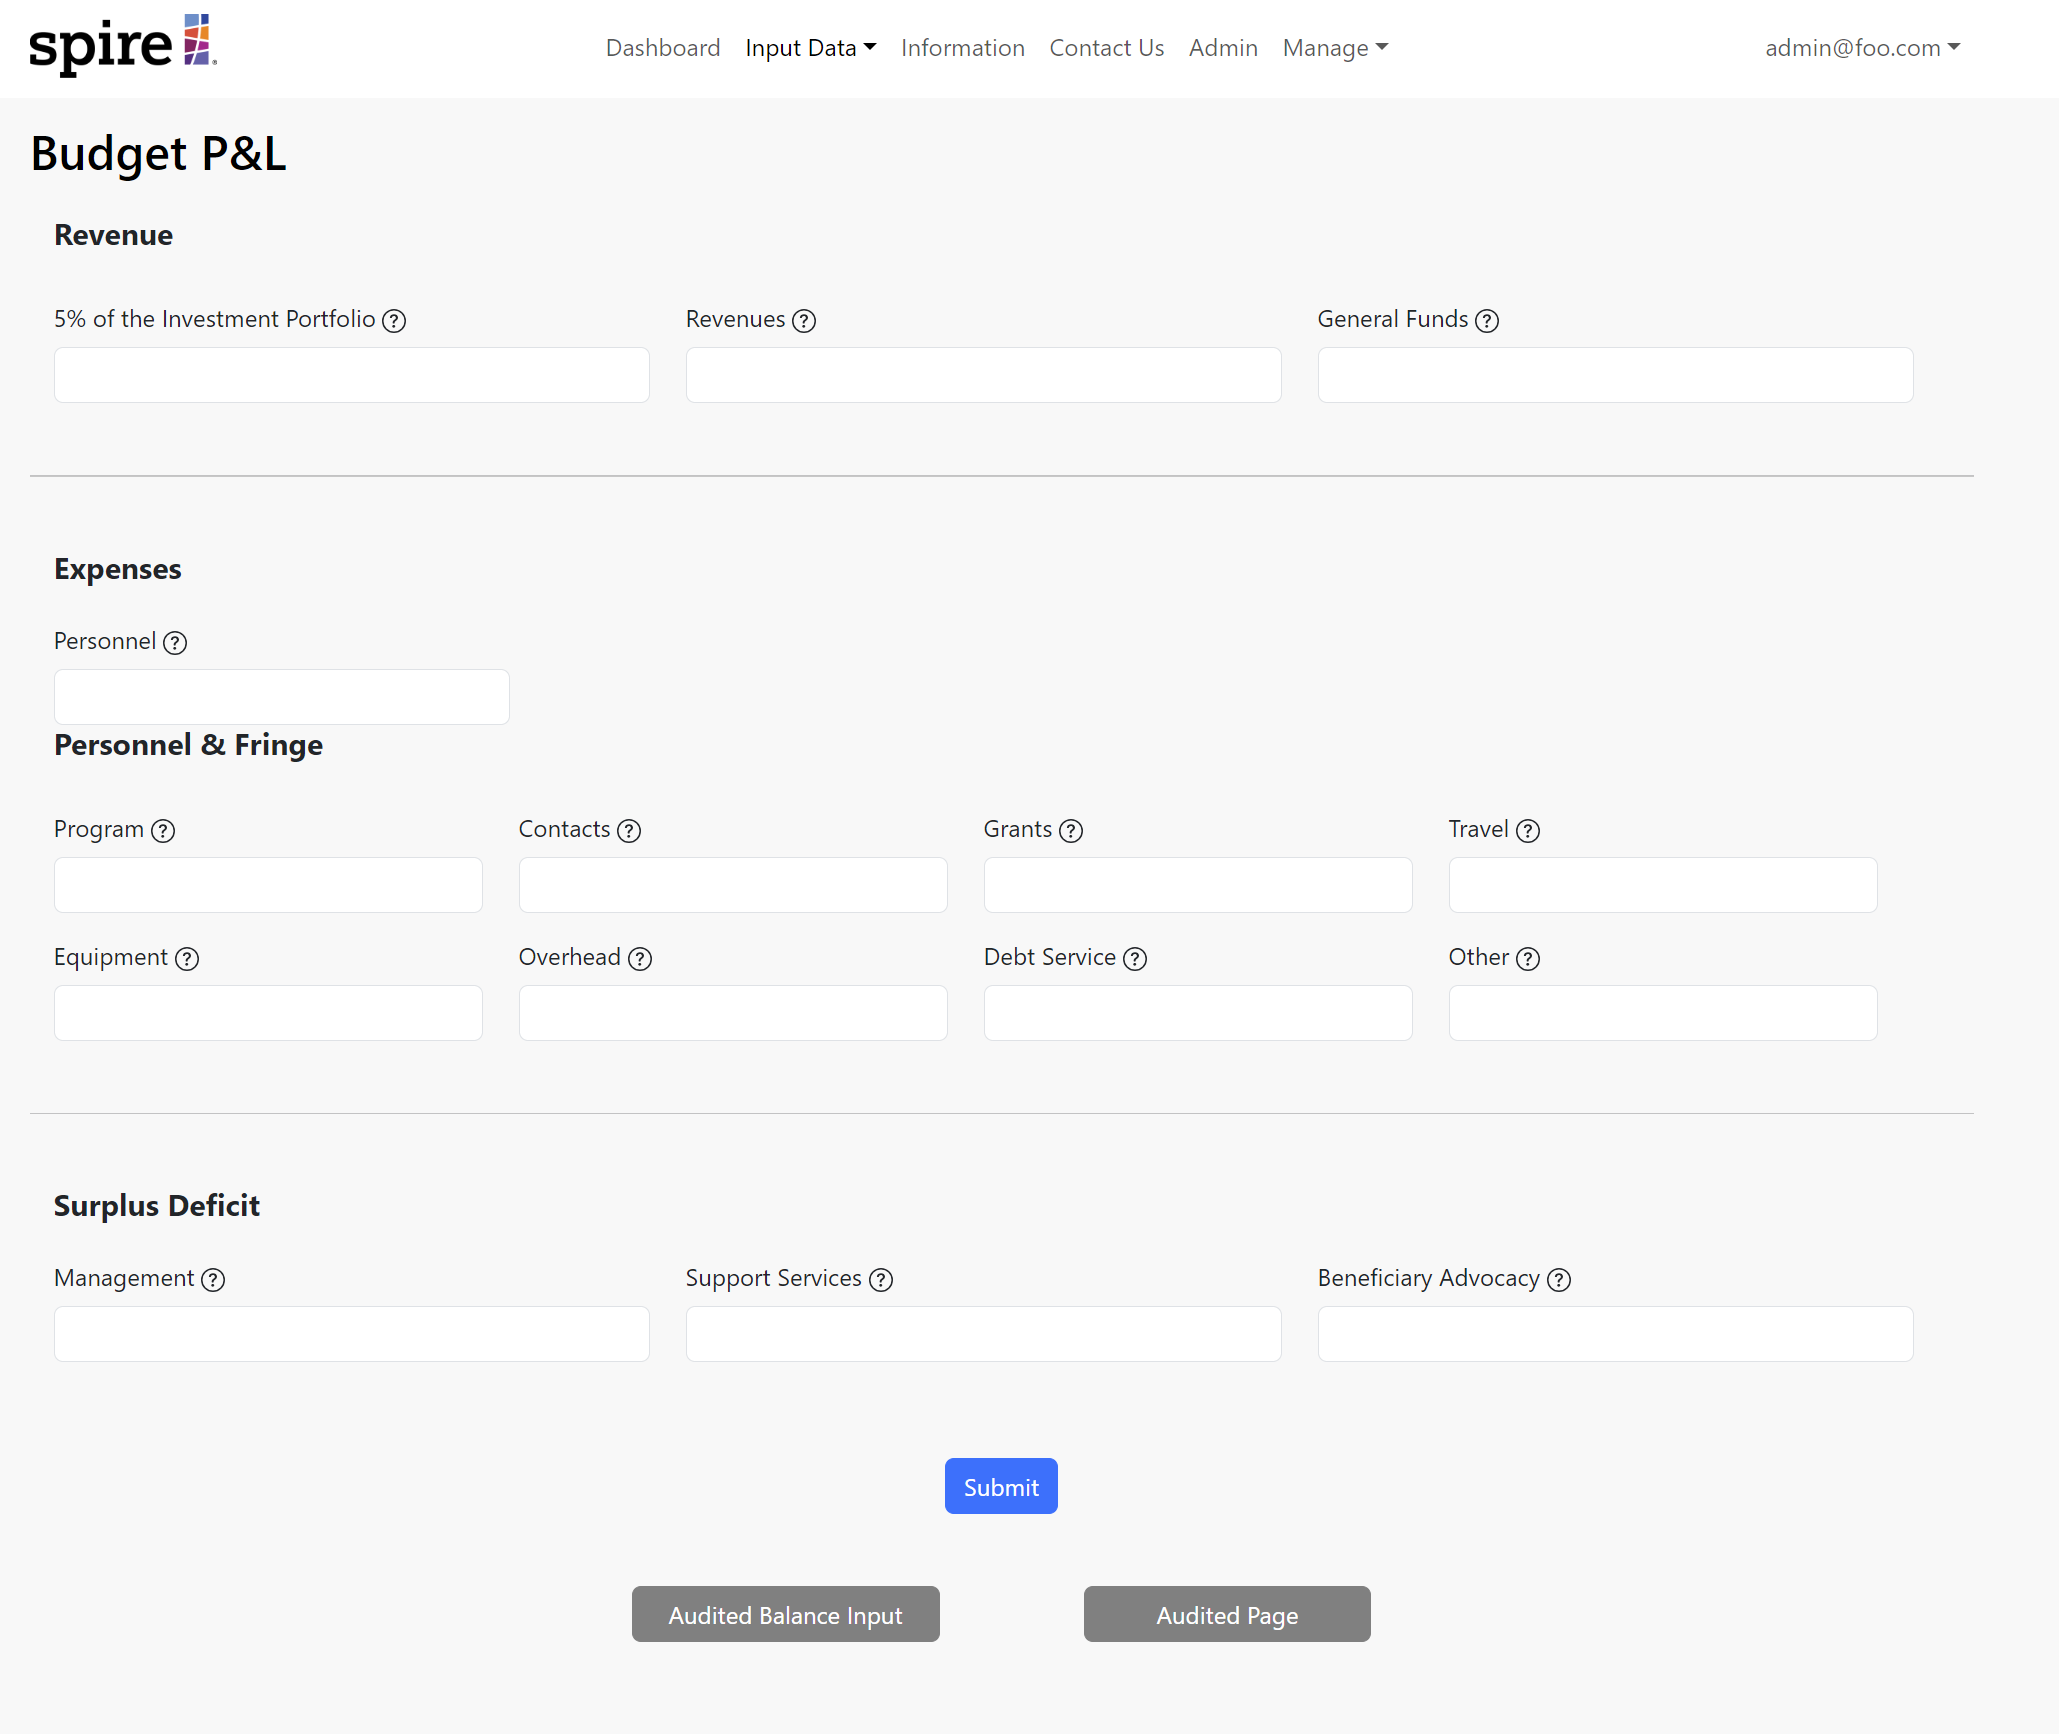 spire
Dashboard Input Data Information Contact Us Admin Manage admin@foo.com
Budget P&L
Revenue
5% of the Investment Portfolio ? Revenues ? General Funds ?
Expenses
Personnel ?
Personnel & Fringe
Program ? Contacts ? Grants ? Travel ?
Equipment ? Overhead ? Debt Service ? Other ?
Surplus Deficit
Management ? Support Services ? Beneficiary Advocacy ?
Submit
Audited Balance Input Audited Page